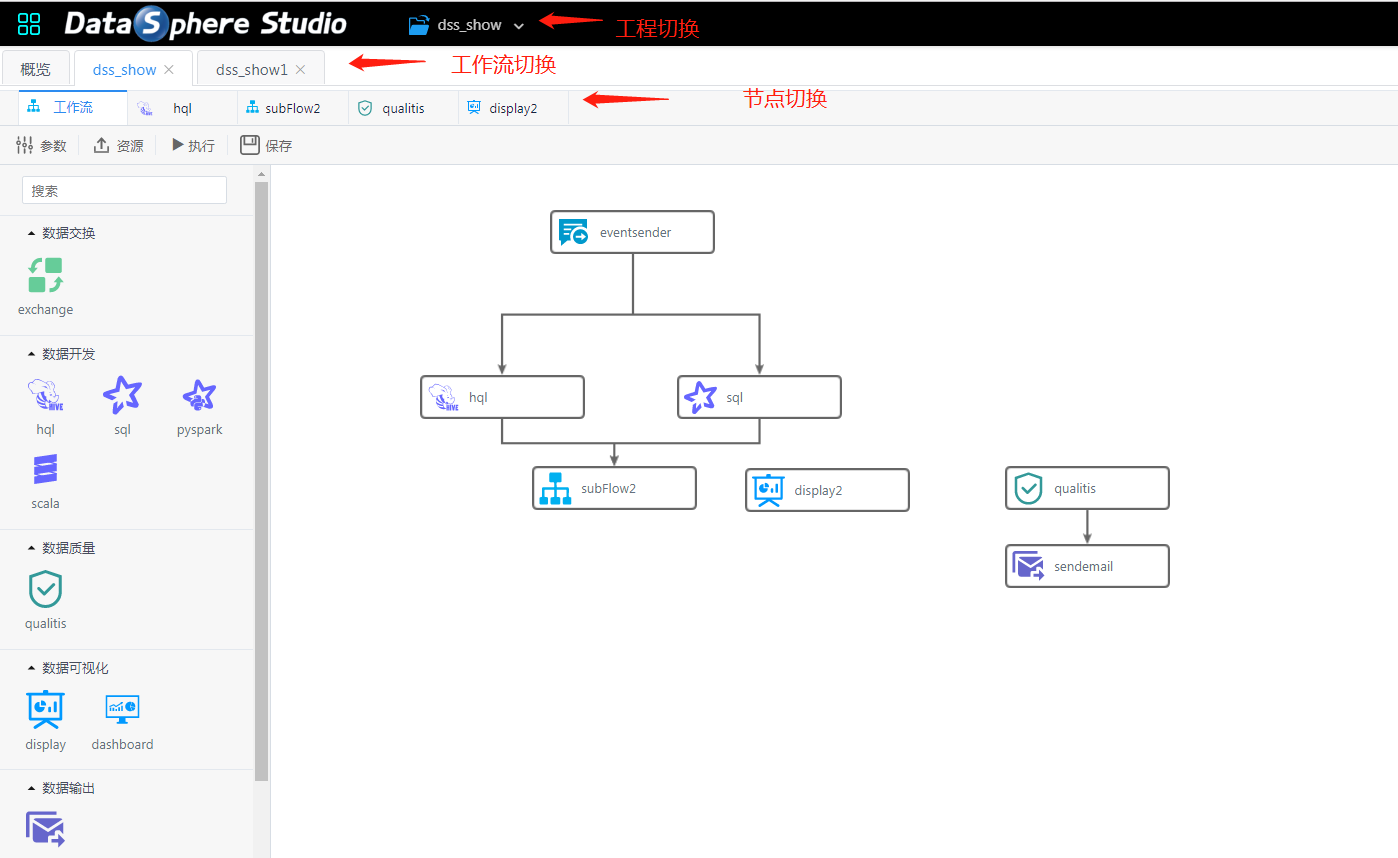 DataSphere Studio
dss_show
工程切换
概览
dss_show
dss_show1
工作流切换
工作流
hql
subFlow2
qualitis
display2
节点切换
参数
资源
执行
保存
搜索
数据交换
exchange
数据开发
HIVE
hql
sql
pyspark
scala
数据质量
qualitis
数据可视化
display
dashboard
数据输出
eventsender
HIVE
hql
sql
subFlow2
display2
qualitis
sendemail